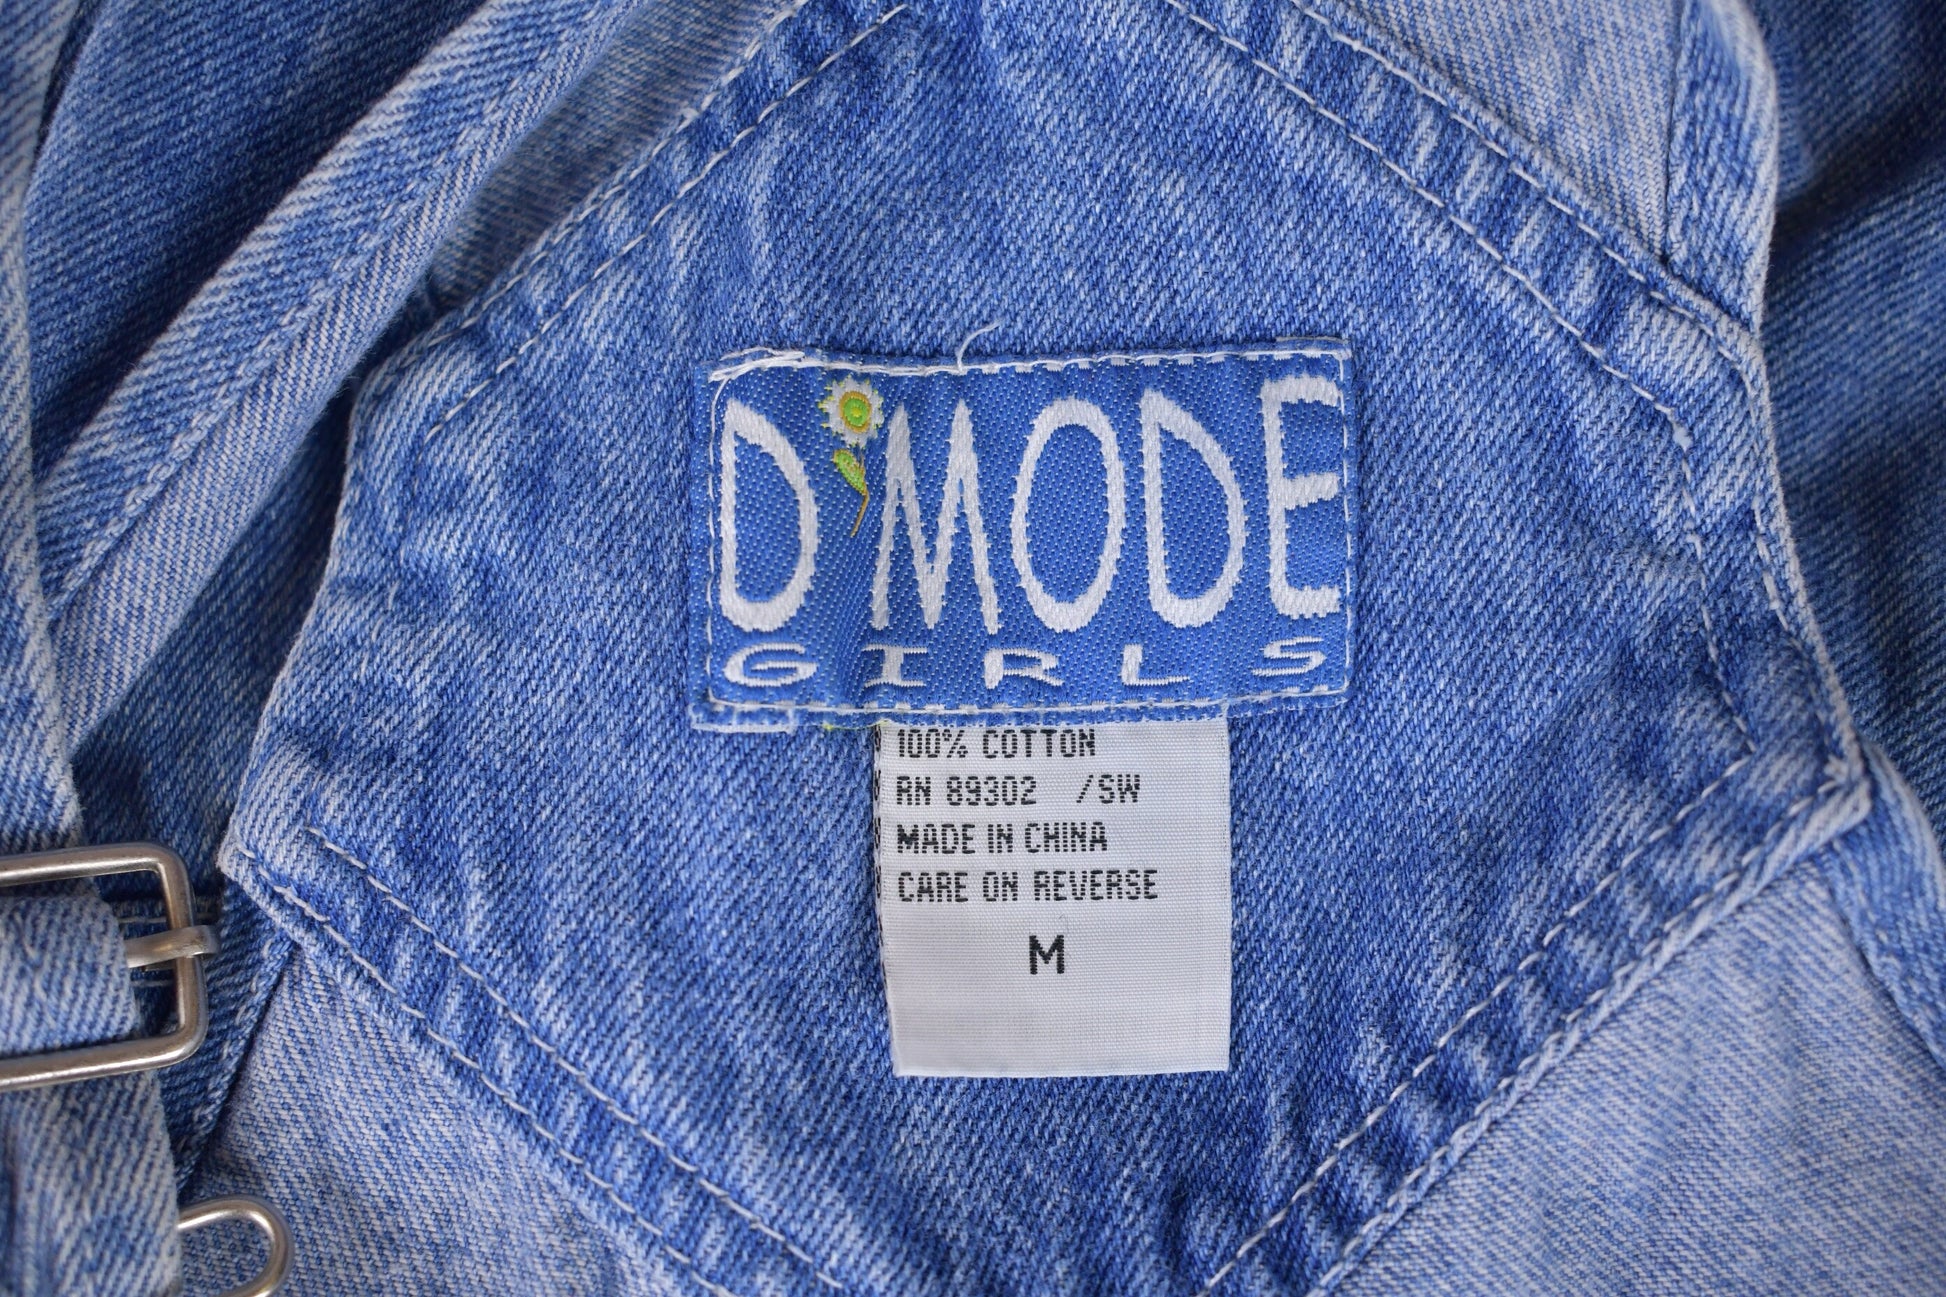 D'MODE
GIRLS
100% COTTON
RN 89302 /SW
MADE IN CHINA
CARE ON REVERSE
M